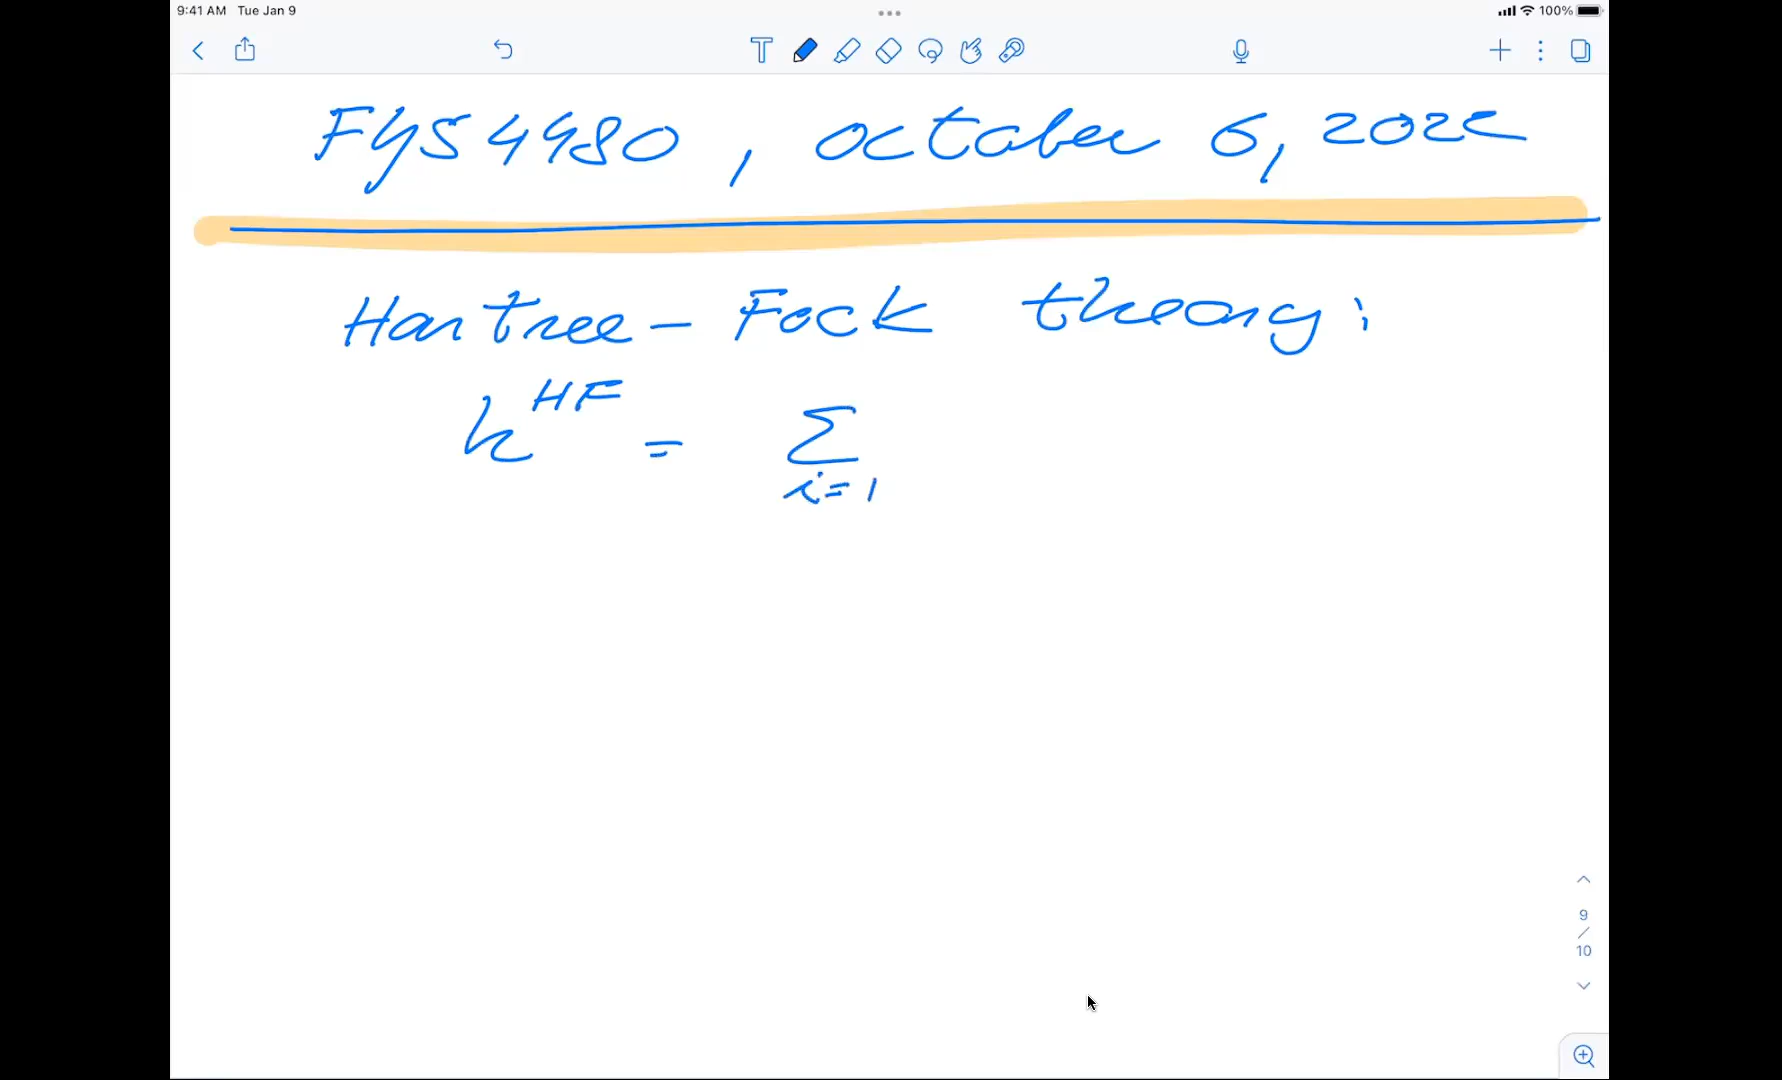 9:41 AM Tue Jan 9
100%
FYS4480, October 6, 2022
Hartree-Fock theory:
h^HF = Σ
i=1
9
/
10